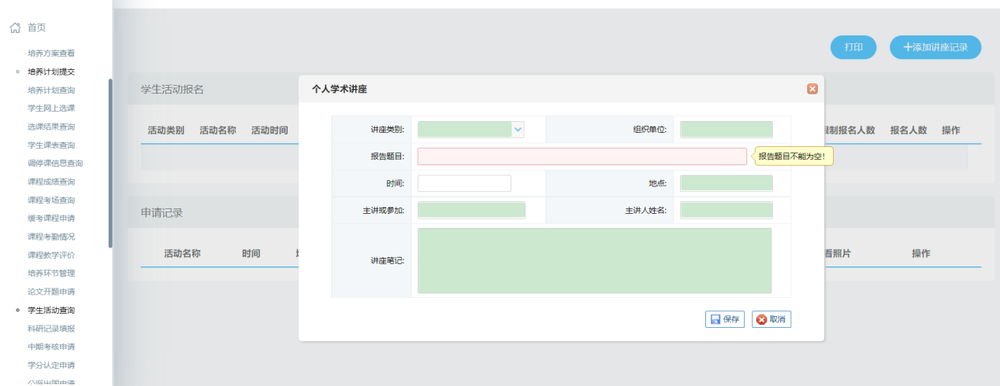 首页
培养方案查看
培养计划提交
培养计划查询
学生网上选课
选课结果查询
学生课表查询
调停课信息查询
课程成绩查询
课程考场查询
缓考课程申请
课程考勤情况
课程教学评价
培养环节管理
论文开题申请
学生活动查询
科研记录填报
中期考核申请
学分认定申请
公派出国申请
打印 +添加讲座记录
学生活动报名
活动类别 活动名称 活动时间 限制报名人数 报名人数 操作
申请记录
活动名称 时间 看照片 操作
个人学术讲座
讲座类别: 组织单位:
报告题目: 报告题目不能为空!
时间: 地点:
主讲或参加: 主讲人姓名:
讲座笔记:
保存 取消